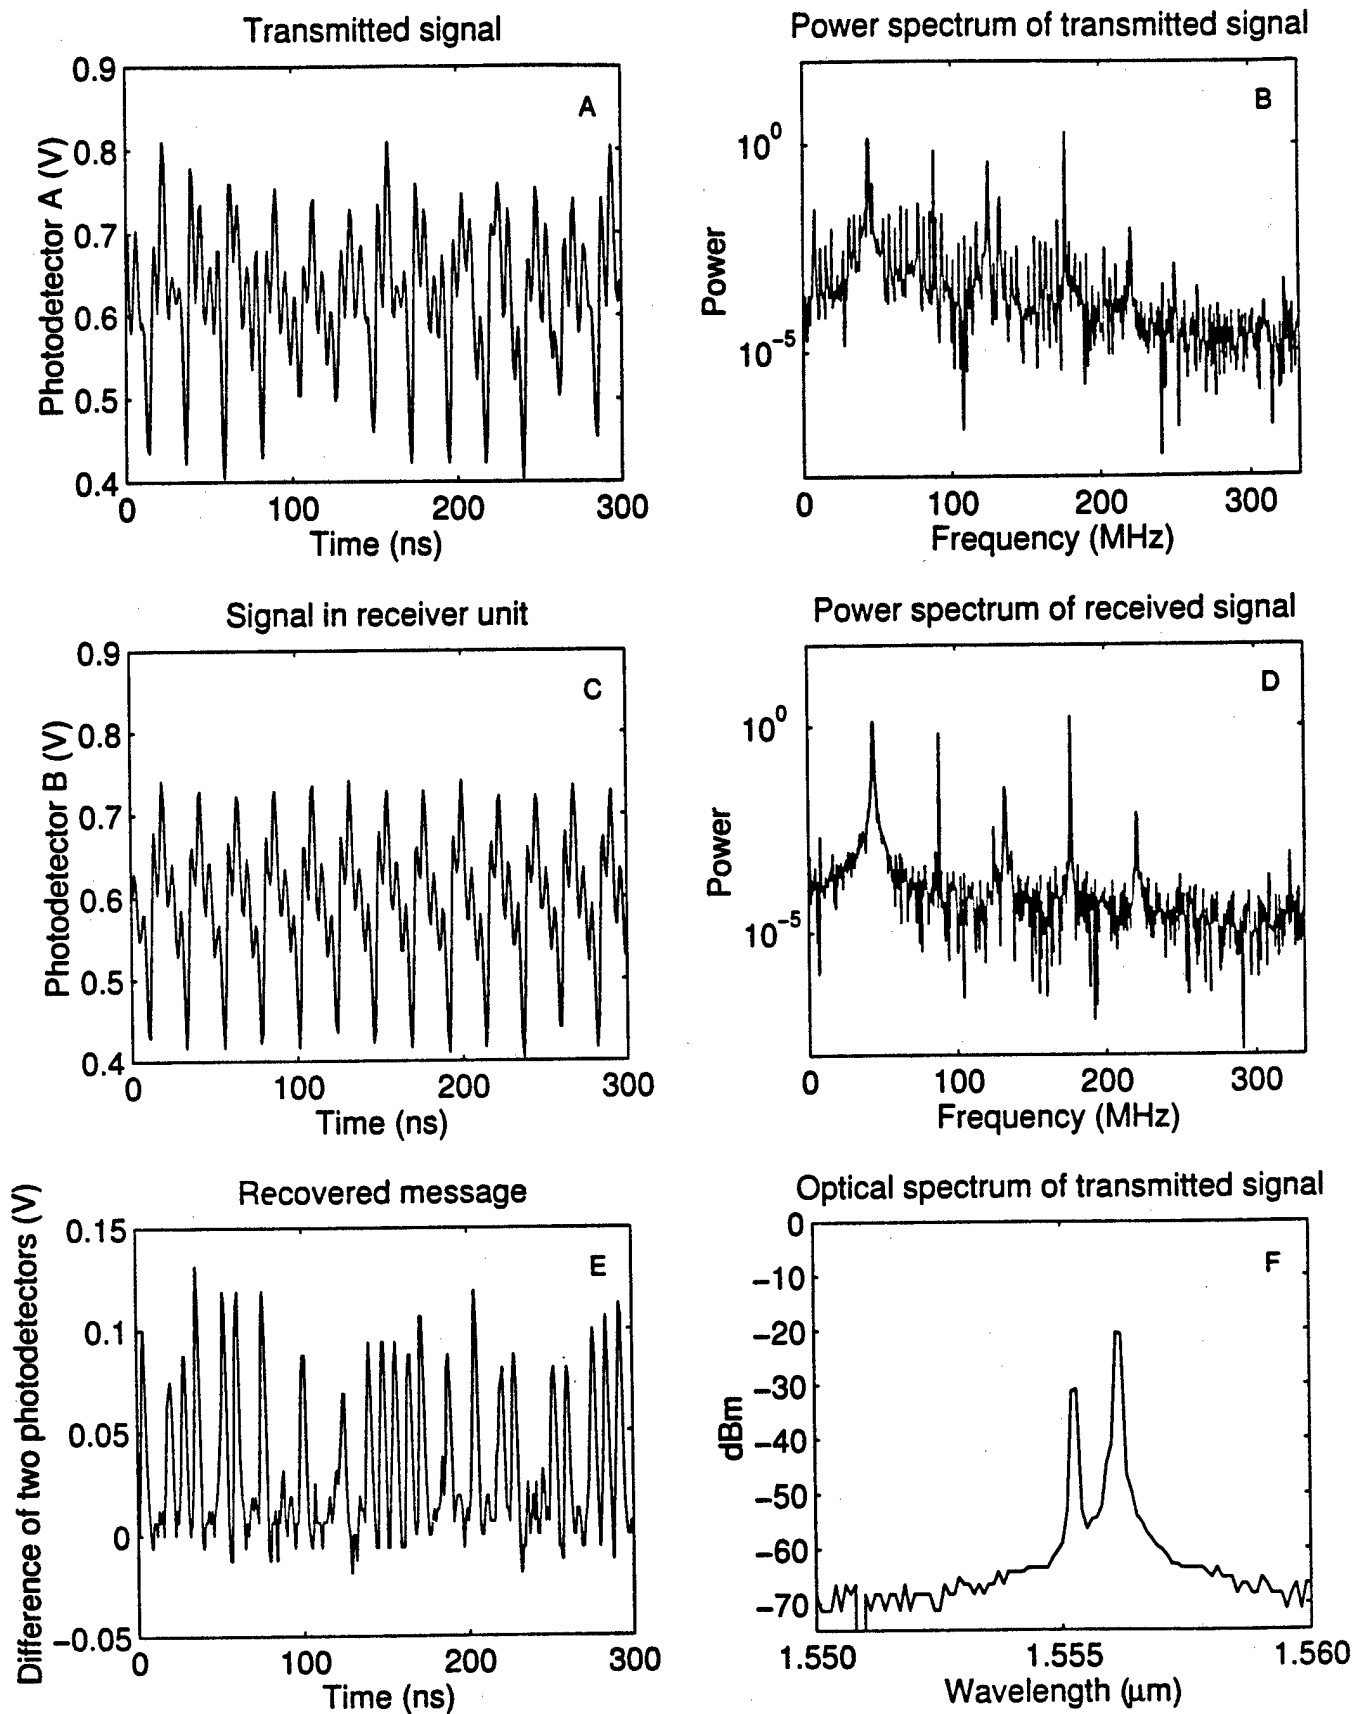 Transmitted signal
Power spectrum of transmitted signal
0.9
0.8
0.7
0.6
0.5
0.4
Photodetector A (V)
A
0 100 200 300
Time (ns)
B
10^0
10^-5
Power
0 100 200 300
Frequency (MHz)
Signal in receiver unit
Power spectrum of received signal
0.9
0.8
0.7
0.6
0.5
0.4
Photodetector B (V)
C
0 100 200 300
Time (ns)
D
10^0
10^-5
Power
0 100 200 300
Frequency (MHz)
Recovered message
Optical spectrum of transmitted signal
0.15
0.1
0.05
0
-0.05
Difference of two photodetectors (V)
E
0 100 200 300
Time (ns)
F
0
-10
-20
-30
-40
-50
-60
-70
dBm
1.550 1.555 1.560
Wavelength (μm)